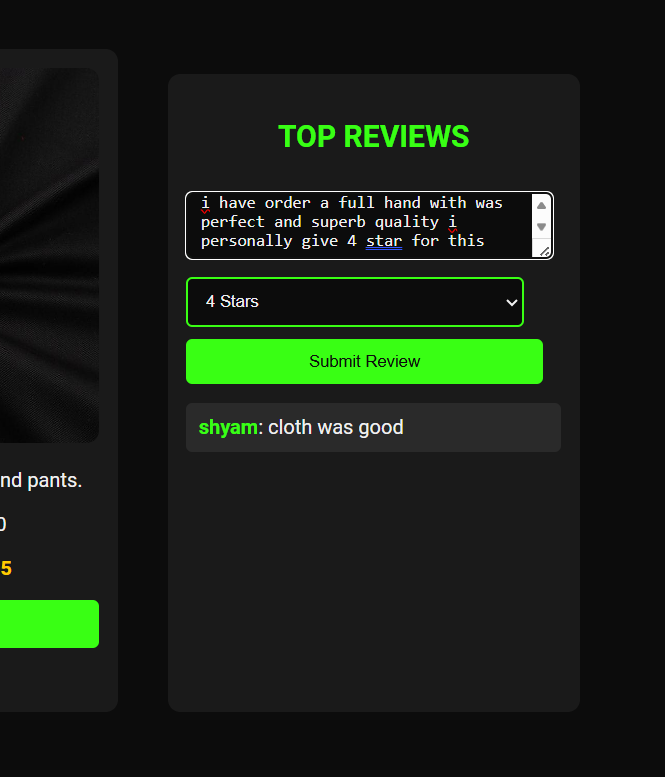 TOP REVIEWS
i have order a full hand with was
perfect and superb quality i
personally give 4 star for this
4 Stars
Submit Review
shyam: cloth was good
nd pants.
0
5